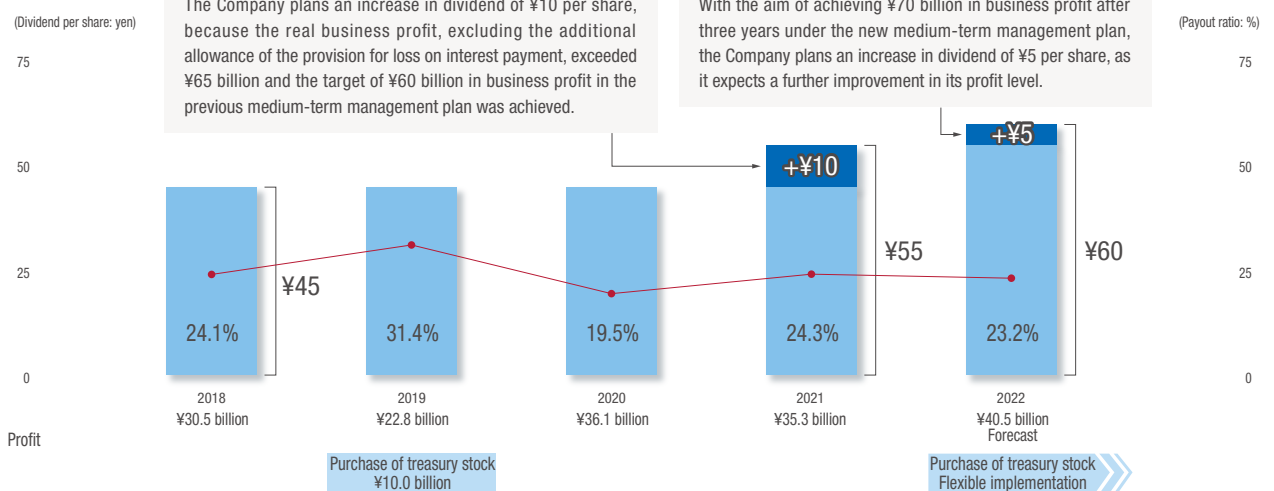 The Company plans an increase in dividend of ¥10 per share,
because the real business profit, excluding the additional
allowance of the provision for loss on interest payment, exceeded
¥65 billion and the target of ¥60 billion in business profit in the
previous medium-term management plan was achieved.
With the aim of achieving ¥70 billion in business profit after
three years under the new medium-term management plan,
the Company plans an increase in dividend of ¥5 per share, as
it expects a further improvement in its profit level.
(Dividend per share: yen)
(Payout ratio: %)
75
75
50
50
25
25
0
0
+¥10
+¥5
¥45
¥55
¥60
24.1%
31.4%
19.5%
24.3%
23.2%
2018
2019
2020
2021
2022
Profit
¥30.5 billion
¥22.8 billion
¥36.1 billion
¥35.3 billion
¥40.5 billion
Forecast
Purchase of treasury stock
¥10.0 billion
Purchase of treasury stock
Flexible implementation